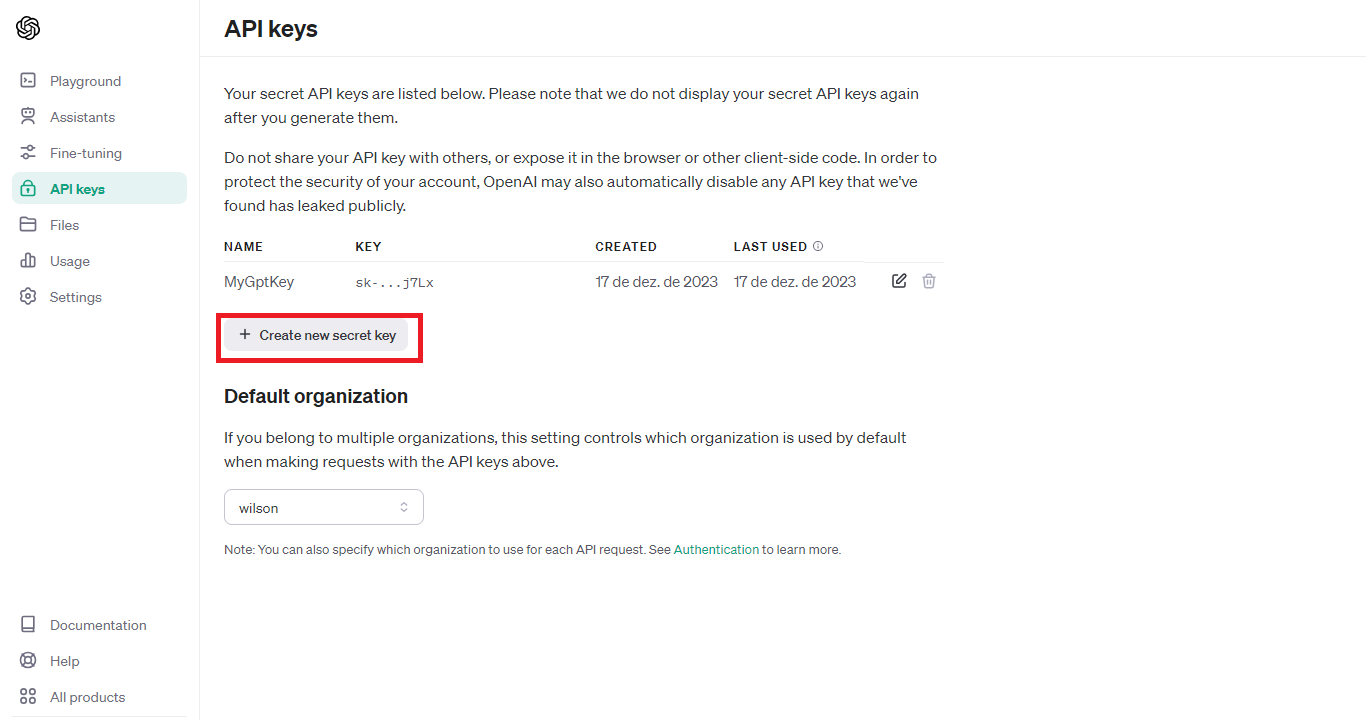 API keys
Playground
Assistants
Fine-tuning
API keys
Files
Usage
Settings
Your secret API keys are listed below. Please note that we do not display your secret API keys again
after you generate them.
Do not share your API key with others, or expose it in the browser or other client-side code. In order to
protect the security of your account, OpenAI may also automatically disable any API key that we've
found has leaked publicly.
NAME KEY CREATED LAST USED
MyGptKey sk-...j7Lx 17 de dez. de 2023 17 de dez. de 2023
+ Create new secret key
Default organization
If you belong to multiple organizations, this setting controls which organization is used by default
when making requests with the API keys above.
wilson
Note: You can also specify which organization to use for each API request. See Authentication to learn more.
Documentation
Help
All products